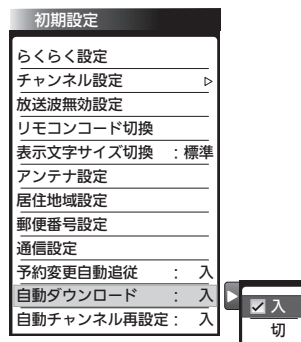 初期設定
らくらく設定
チャンネル設定
放送波無効設定
リモコンコード切換
表示文字サイズ切換 : 標準
アンテナ設定
居住地域設定
郵便番号設定
通信設定
予約変更自動追従 : 入
自動ダウンロード : 入
自動チャンネル再設定 : 入
入
切